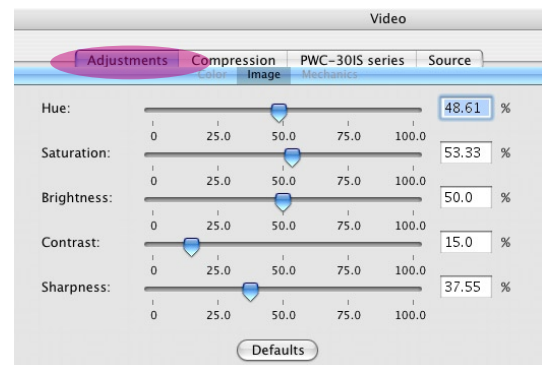 Video
Adjustments Compression PWC-30IS series Source
Color Image Mechanics
Hue: 48.61 %
0 25.0 50.0 75.0 100.0
Saturation: 53.33 %
0 25.0 50.0 75.0 100.0
Brightness: 50.0 %
0 25.0 50.0 75.0 100.0
Contrast: 15.0 %
0 25.0 50.0 75.0 100.0
Sharpness: 37.55 %
0 25.0 50.0 75.0 100.0
Defaults